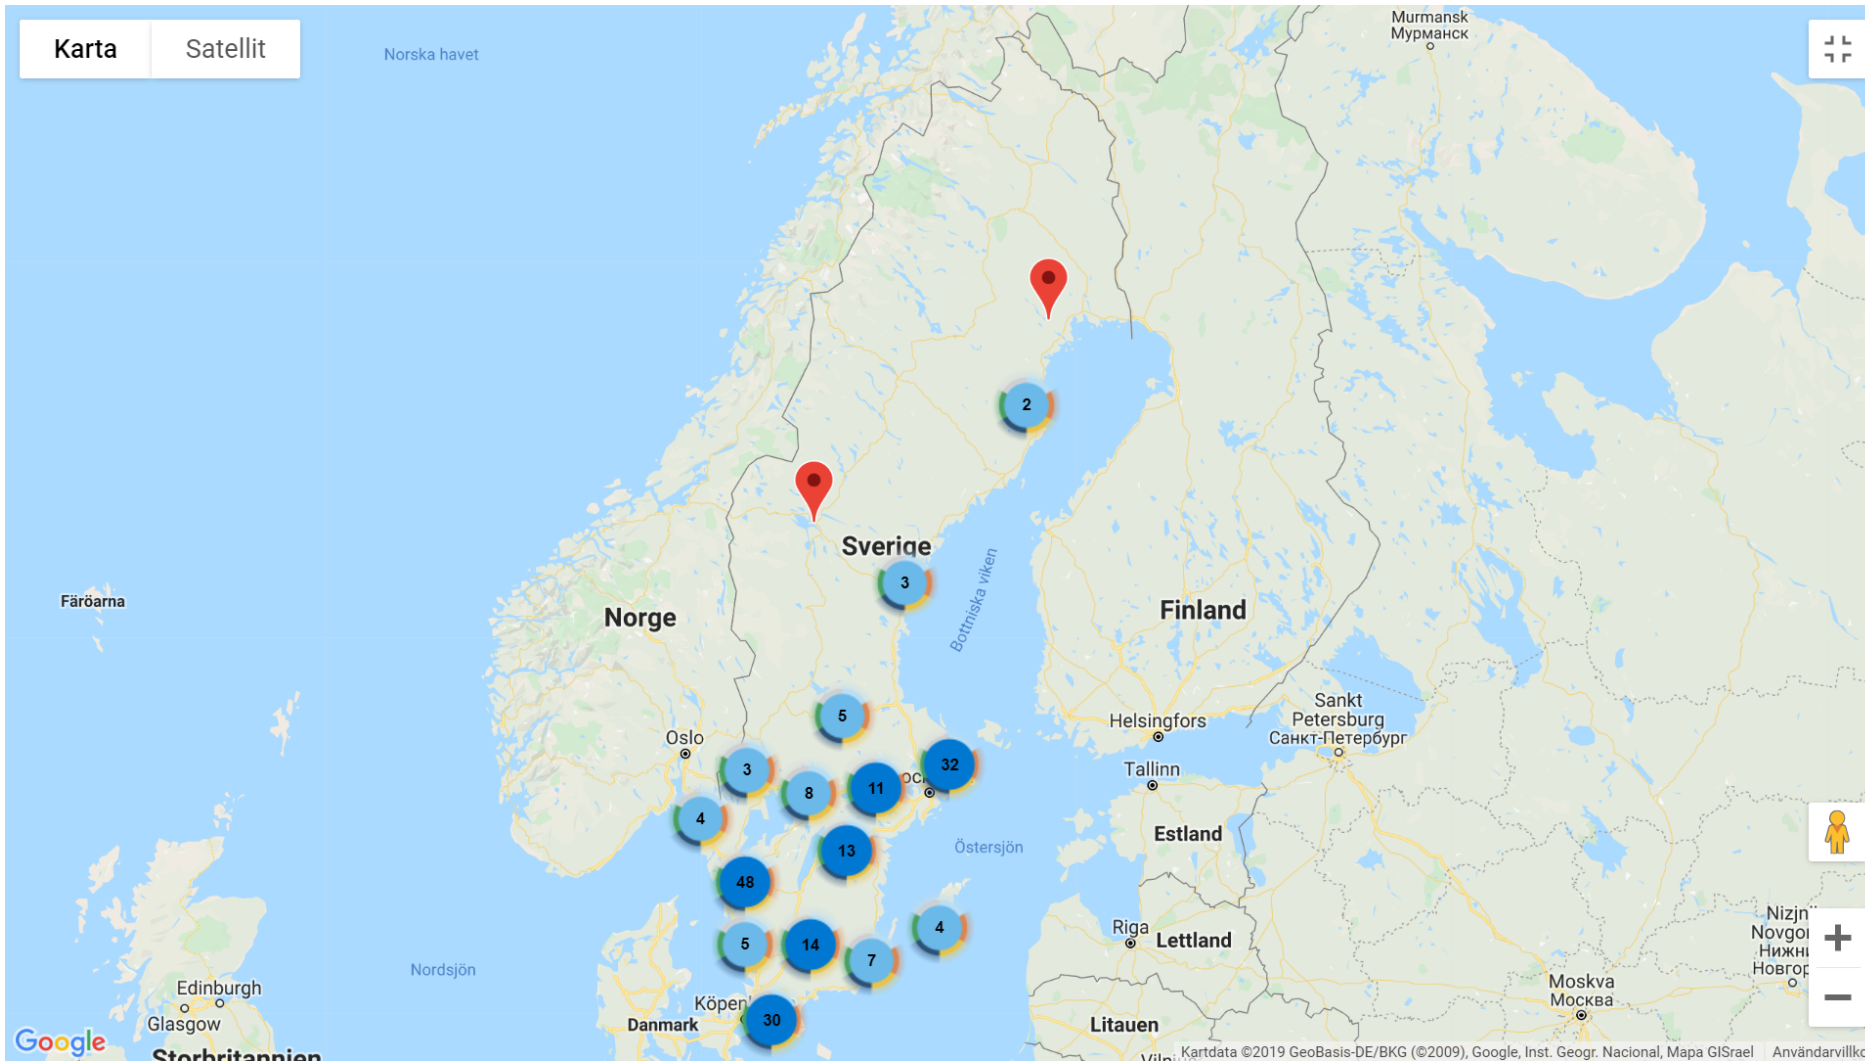 Karta
Satellit
Norska havet
Murmansk
Мурманск
2
Sverige
3
Bottniska viken
Färöarna
Norge
Finland
5
Sankt
Petersburg
Санкт-Петербург
Helsingfors
Oslo
3
32
8
11
Tallinn
4
13
Estland
Östersjön
48
4
Riga
Lettland
5
14
7
Nordsjön
Edinburgh
Glasgow
30
Danmark
Litauen
Moskva
Москва
Google
Storbritannien
Kartdata ©2019 GeoBasis-DE/BKG (©2009), Google, Inst. Geogr. Nacional, Mapa GISrael